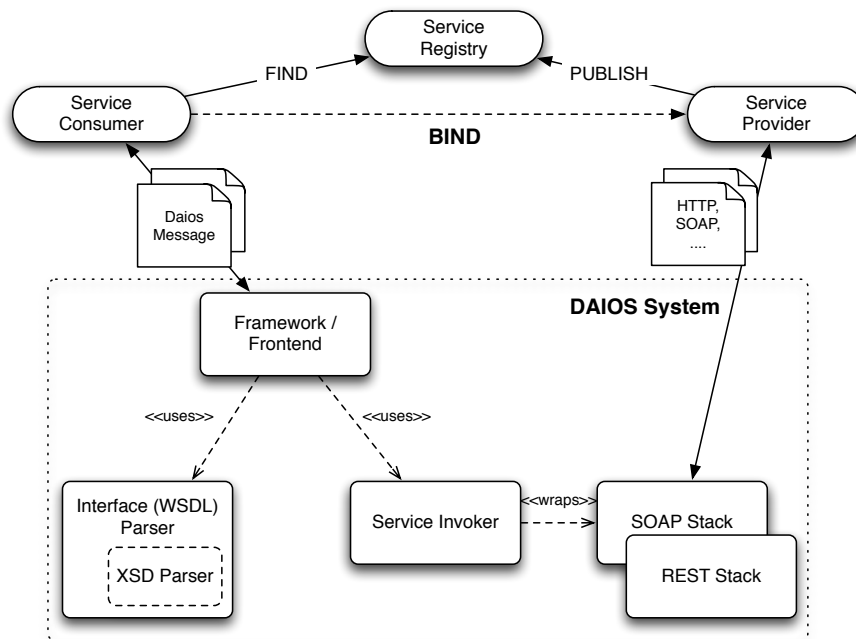 Service
Registry
FIND
PUBLISH
Service
Consumer
Service
Provider
BIND
Daios
Message
HTTP,
SOAP,
....
DAIOS System
Framework /
Frontend
<<uses>>
<<uses>>
Interface (WSDL)
Parser
XSD Parser
Service Invoker
<<wraps>>
SOAP Stack
REST Stack